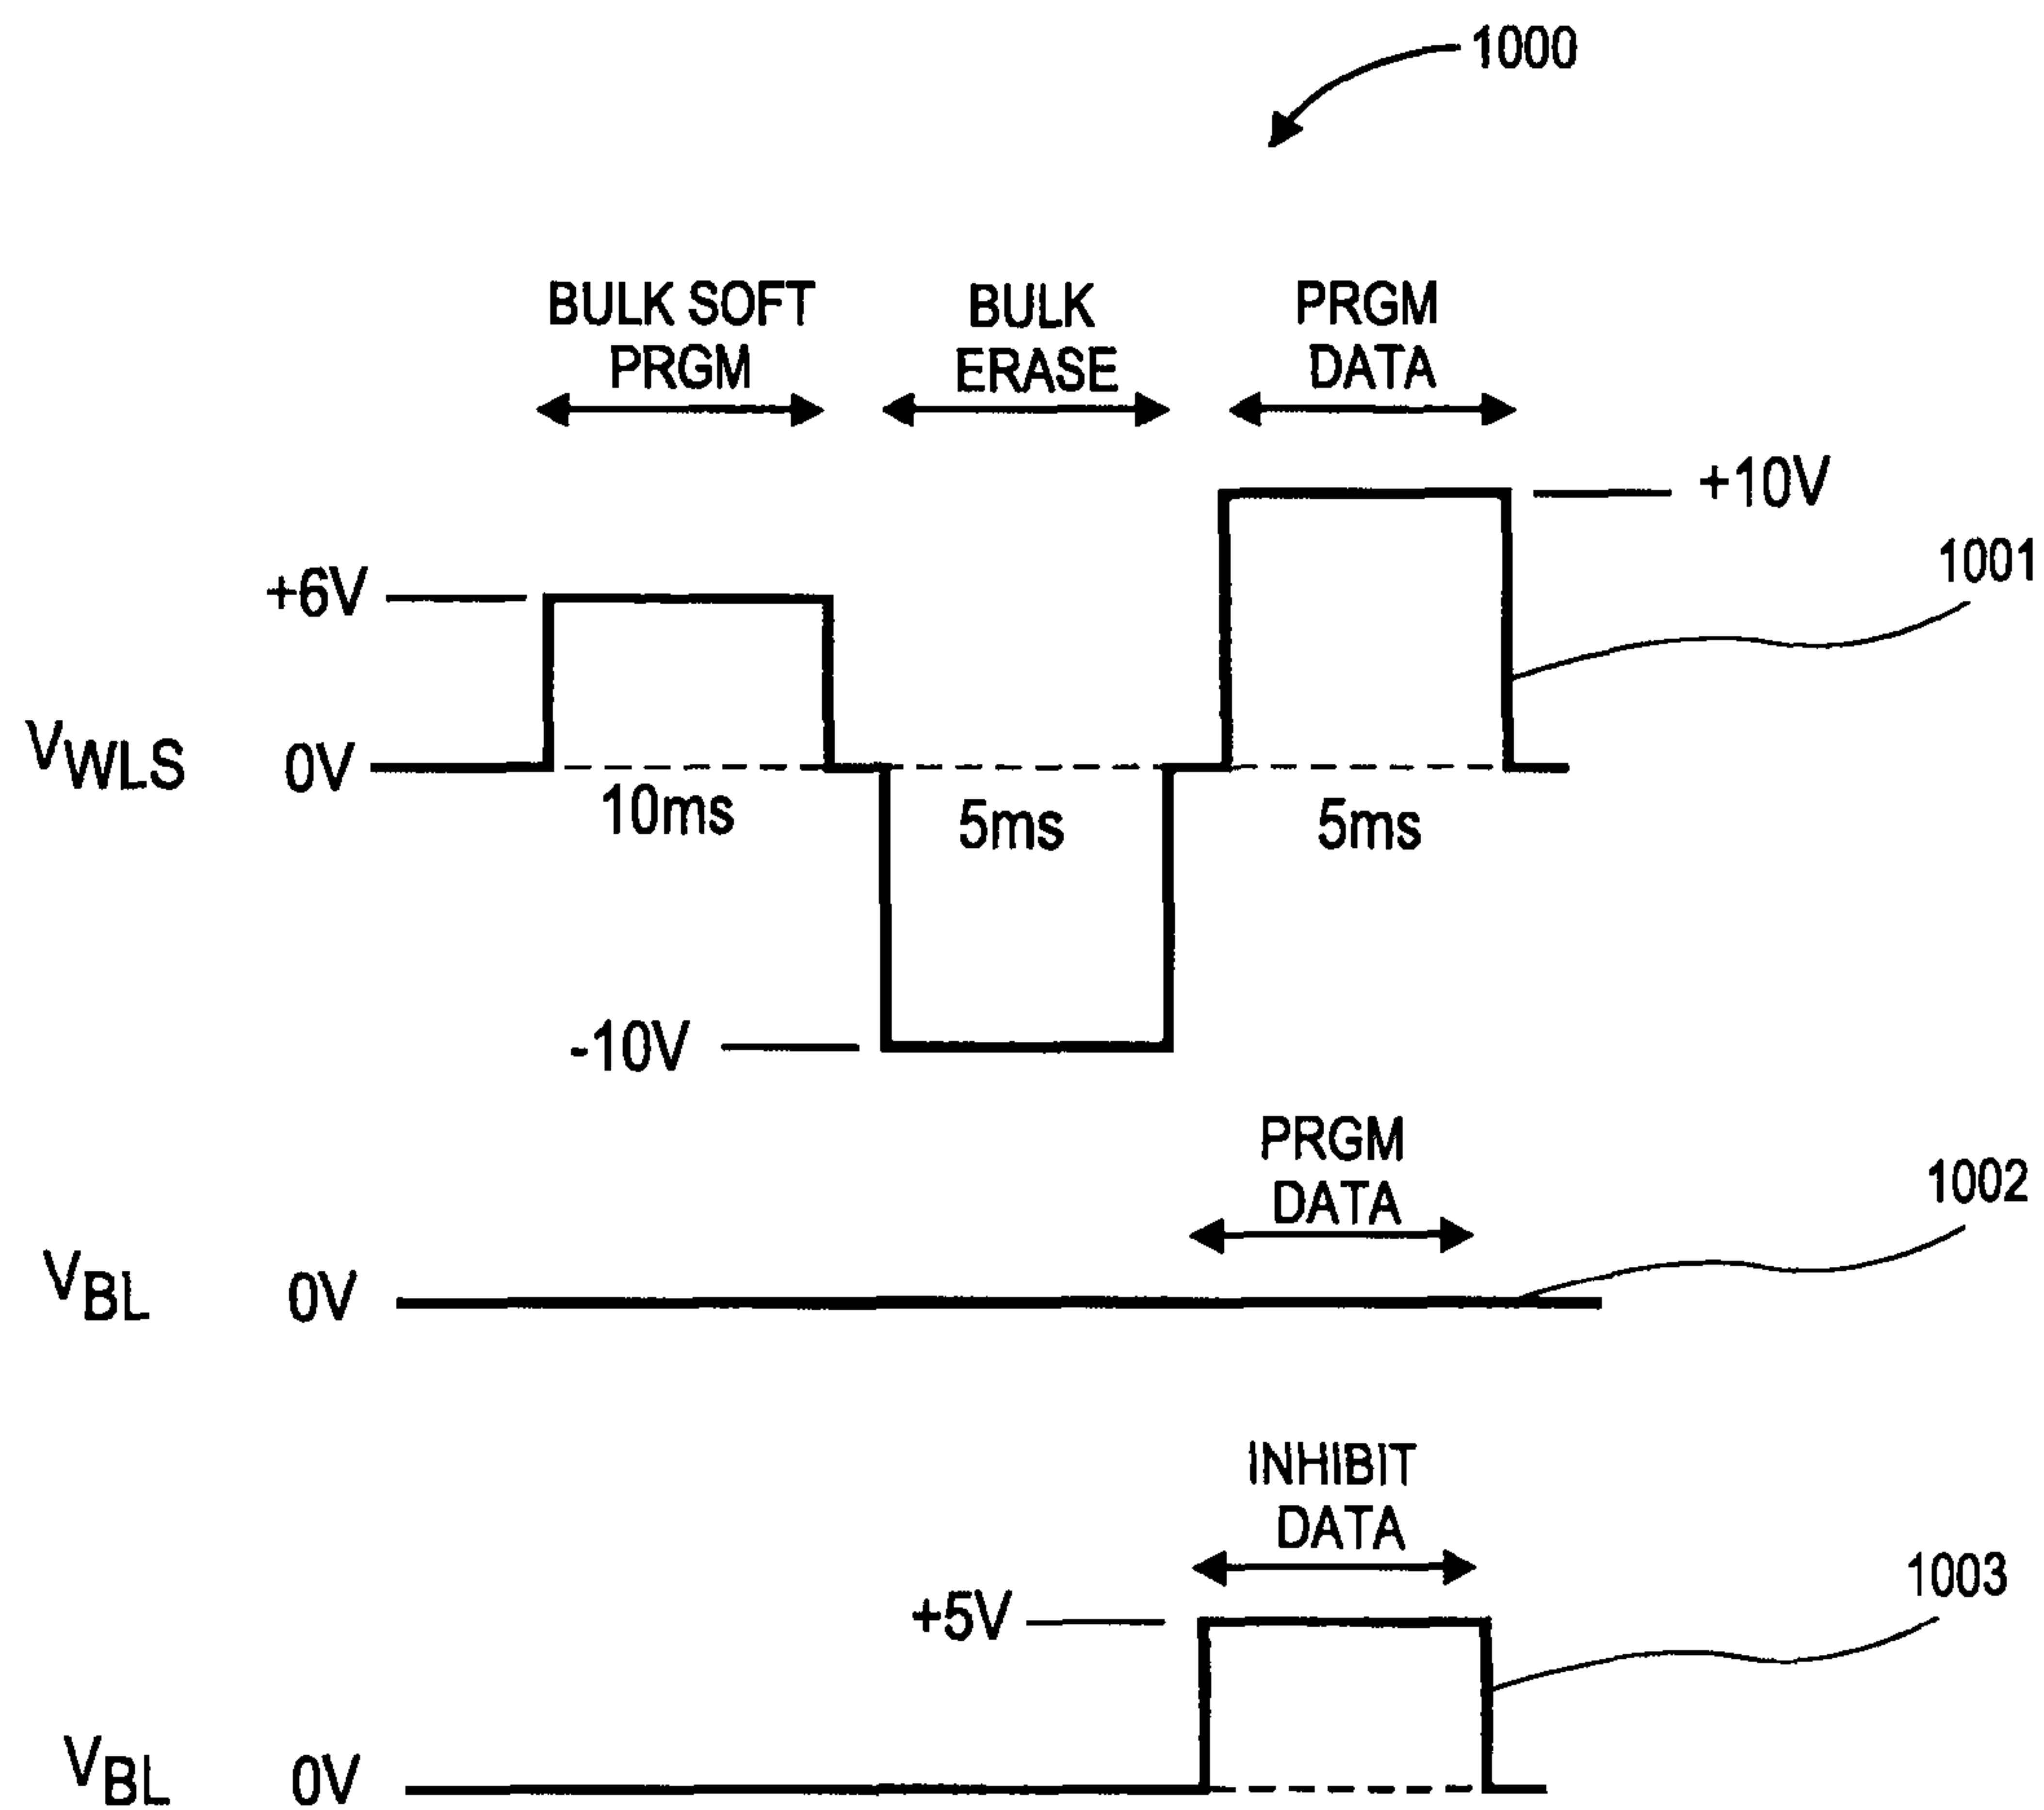 1000
BULK SOFT
PRGM
BULK
ERASE
PRGM
DATA
+10V
1001
+6V
VWLS
0V
10ms
5ms
5ms
-10V
PRGM
DATA
1002
VBL
0V
INHIBIT
DATA
1003
+5V
VBL
0V